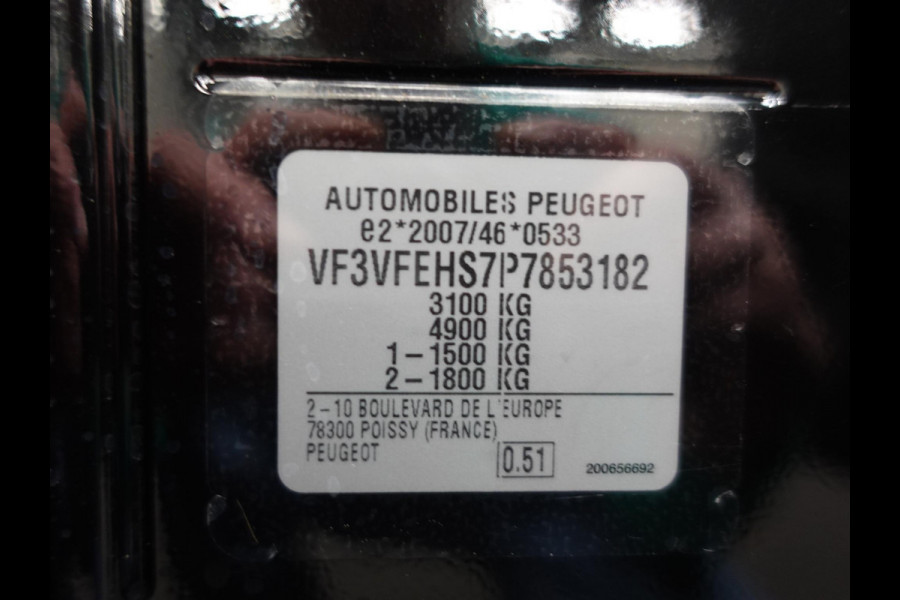 AUTOMOBILES PEUGEOT
e2*2007/46*0533
VF3VFEHS7P7853182
3100 KG
4900 KG
1-1500 KG
2-1800 KG
2-10 BOULEVARD DE L'EUROPE
78300 POISSY (FRANCE)
PEUGEOT
0.51
200656692